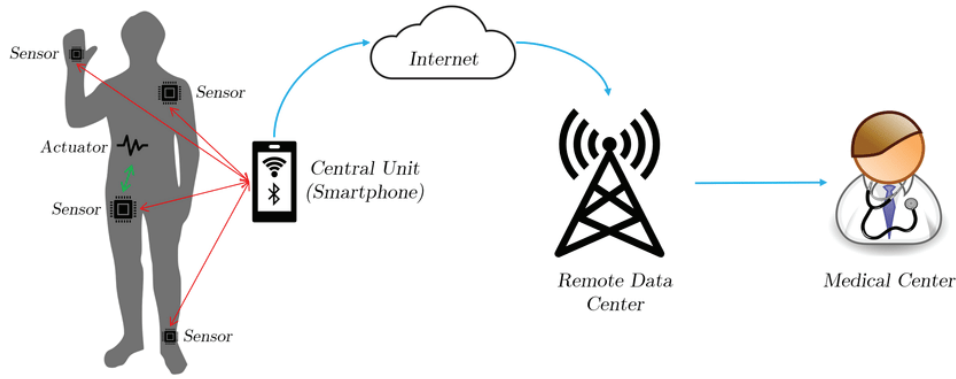 Sensor
Sensor
Actuator
Sensor
Sensor
Central Unit
(Smartphone)
Internet
Remote Data
Center
Medical Center